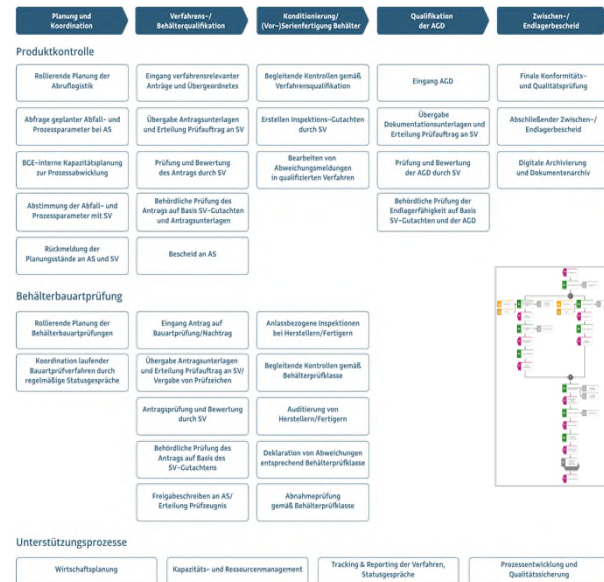 Planung und
Koordination
Verfahrens-/
Behälterqualifikation
Konditionierung/
(Vor-)Serienfertigung Behälter
Qualifikation
der AGD
Zwischen-/
Endlagerbescheid
Produktkontrolle
Rollierende Planung der
Abruflogistik
Eingang verfahrensrelevanter
Anträge und Übergeordnetes
Begleitende Kontrollen gemäß
Verfahrensqualifikation
Eingang AGD
Finale Konformitäts-
und Qualitätsprüfung
Abfrage geplanter Abfall- und
Prozessparameter bei AS
Übergabe Antragsunterlagen
und Erteilung Prüfauftrag an SV
Erstellen Inspektions-Gutachten
durch SV
Übergabe
Dokumentationsunterlagen und
Erteilung Prüfauftrag an SV
Abschließender Zwischen-/
Endlagerbescheid
BGE-interne Kapazitätsplanung
zur Prozessabwicklung
Prüfung und Bewertung
des Antrags durch SV
Bearbeiten von
Abweichungsmeldungen
in qualifizierten Verfahren
Prüfung und Bewertung
der AGD durch SV
Digitale Archivierung
und Dokumentenarchiv
Abstimmung der Abfall- und
Prozessparameter mit SV
Behördliche Prüfung des
Antrags auf Basis SV-Gutachten
und Antragsunterlagen
Behördliche Prüfung der
Endlagerfähigkeit auf Basis
SV-Gutachten und der AGD
Rückmeldung der
Planungsstände an AS und SV
Bescheid an AS
Behälterbauartprüfung
Rollierende Planung der
Behälterbauartprüfungen
Eingang Antrag auf
Bauartprüfung/Nachtrag
Anlassbezogene Inspektionen
bei Herstellern/Fertigern
Koordination laufender
Bauartprüfverfahren durch
regelmäßige Statusgespräche
Übergabe Antragsunterlagen
und Erteilung Prüfauftrag an SV/
Vergabe von Prüfzeichen
Begleitende Kontrollen gemäß
Behälterprüfklasse
Antragsprüfung und Bewertung
durch SV
Auditierung von
Herstellern/Fertigern
Behördliche Prüfung des
Antrags auf Basis des
SV-Gutachtens
Deklaration von Abweichungen
entsprechend Behälterprüfklasse
Freigabeschreiben an AS/
Erteilung Prüfzeugnis
Abnahmeprüfung
gemäß Behälterprüfklasse
Unterstützungsprozesse
Wirtschaftsplanung
Kapazitäts- und Ressourcenmanagement
Tracking & Reporting der Verfahren,
Statusgespräche
Prozessentwicklung und
Qualitätssicherung